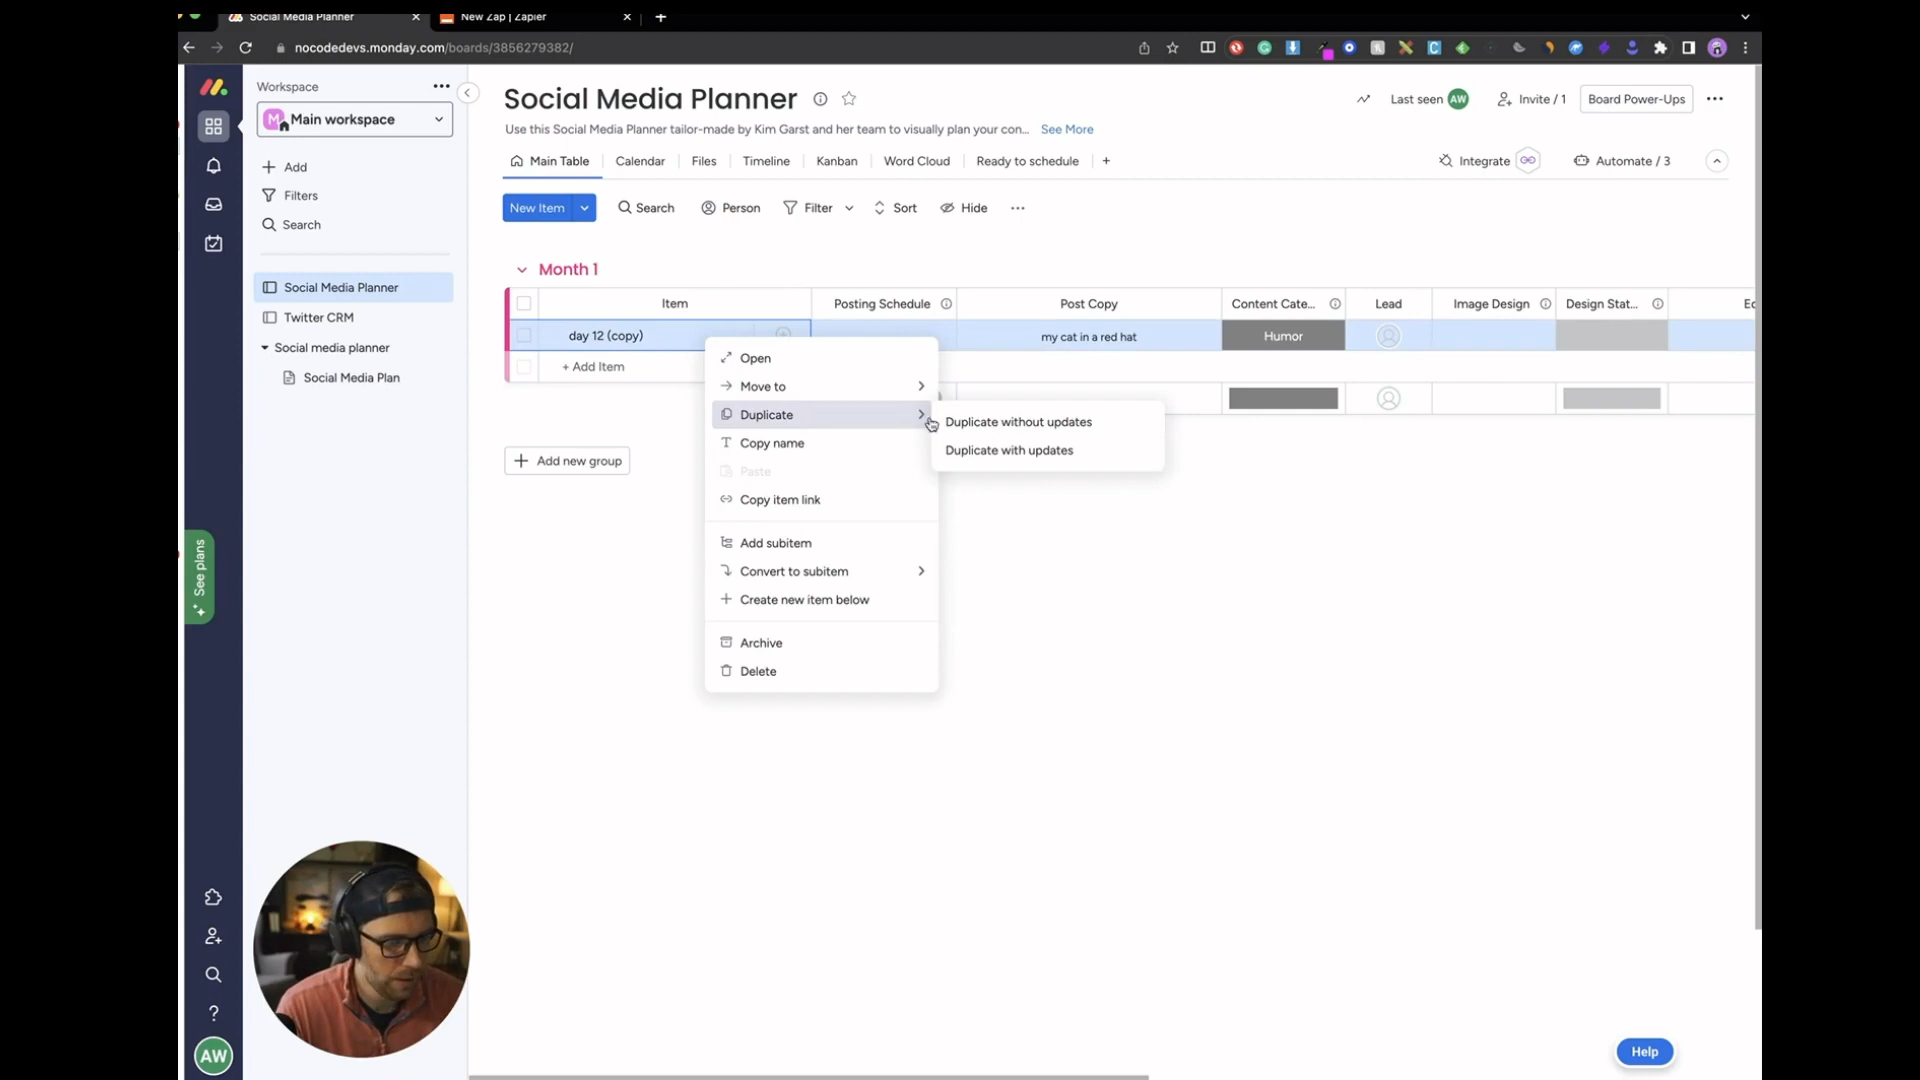 Social Media Planner
New Zap | Zapier
nocodedevs.monday.com/boards/3856279382/
Workspace
M
Main workspace
Add
Filters
Search
Social Media Planner
Twitter CRM
Social media planner
Social Media Plan
See plans
AW
Social Media Planner
Last seen
AW
Invite / 1
Board Power-Ups
Use this Social Media Planner tailor-made by Kim Garst and her team to visually plan your con...
See More
Main Table
Calendar
Files
Timeline
Kanban
Word Cloud
Ready to schedule
Integrate
Automate / 3
New Item
Search
Person
Filter
Sort
Hide
Month 1
Item
Posting Schedule
Post Copy
Content Cate...
Lead
Image Design
Design Stat...
day 12 (copy)
my cat in a red hat
Humor
+ Add Item
Add new group
Open
Move to
Duplicate
Copy name
Paste
Copy item link
Add subitem
Convert to subitem
Create new item below
Archive
Delete
Duplicate without updates
Duplicate with updates
Help